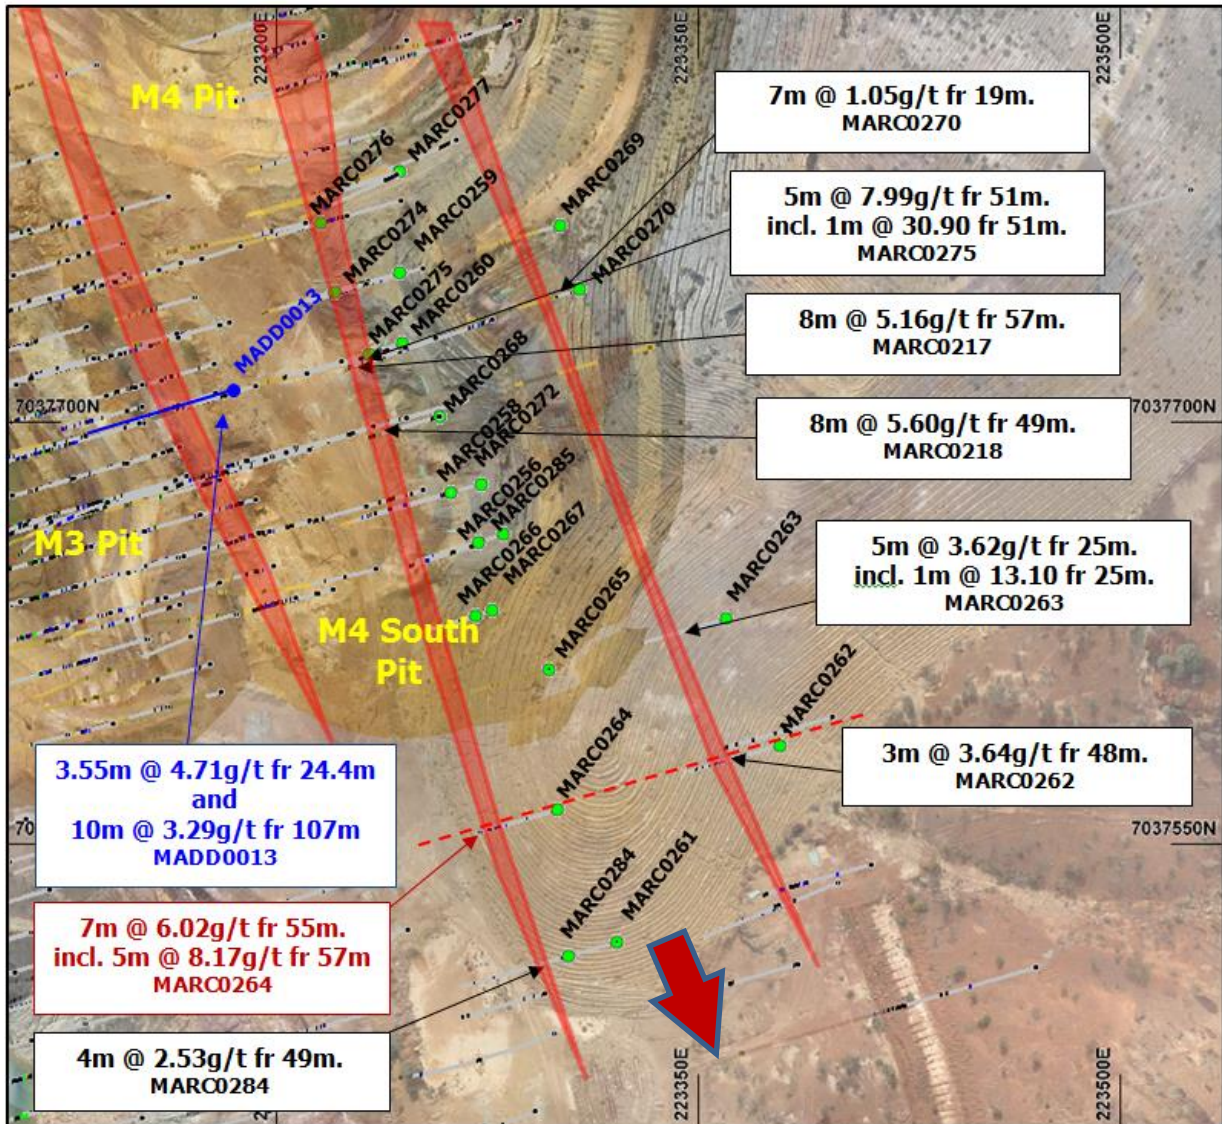 223200E
223350E
223500E
M4 Pit
MARC0277
MARC0276
MARC0269
7m @ 1.05g/t fr 19m.
MARC0270
MARC0259
MARC0274
MARC0270
5m @ 7.99g/t fr 51m.
incl. 1m @ 30.90 fr 51m.
MARC0275
MARC0260
MARC0275
MADD0013
8m @ 5.16g/t fr 57m.
MARC0217
MARC0268
7037700N
7037700N
MARC0272
MARC0258
8m @ 5.60g/t fr 49m.
MARC0218
MARC0285
MARC0256
MARC0267
MARC0266
M3 Pit
MARC0263
5m @ 3.62g/t fr 25m.
incl. 1m @ 13.10 fr 25m.
MARC0263
M4 South
Pit
MARC0265
MARC0262
MARC0264
3m @ 3.64g/t fr 48m.
MARC0262
3.55m @ 4.71g/t fr 24.4m
and
10m @ 3.29g/t fr 107m
MADD0013
70
7037550N
MARC0261
MARC0284
7m @ 6.02g/t fr 55m.
incl. 5m @ 8.17g/t fr 57m
MARC0264
4m @ 2.53g/t fr 49m.
MARC0284
223350E
223500E